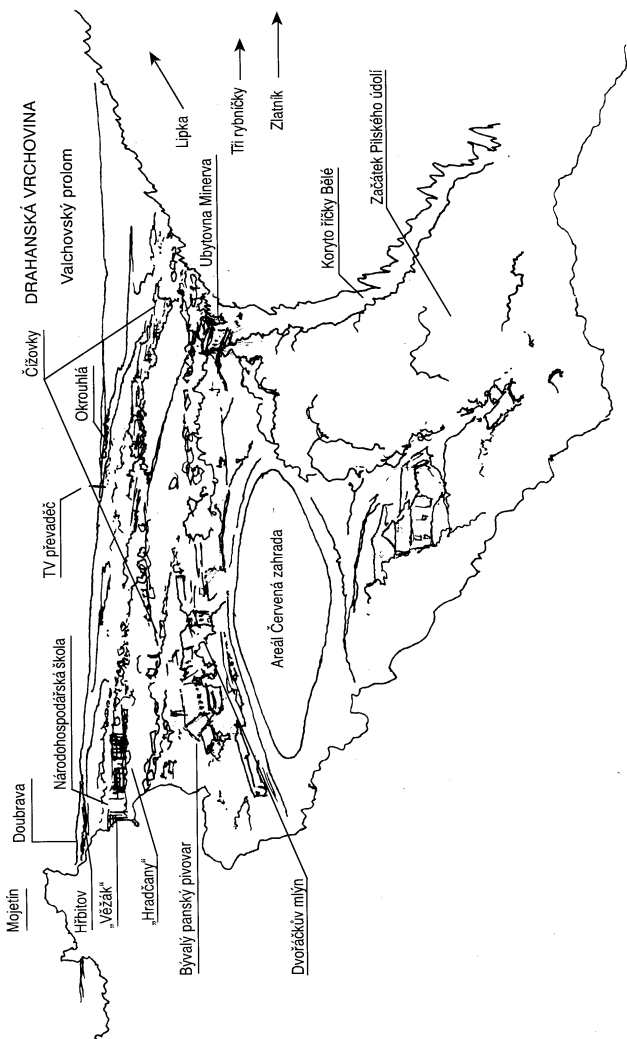 Mojetín
Doubrava
Hřbitov
„Věžák“
Národohospodářská škola
„Hradčany“
Bývalý panský pivovar
Dvořáčkův mlýn
TV převaděč
Okrouhlá
Čížovky
DRAHANSKÁ VRCHOVINA
Valchovský prolom
Areál Červená zahrada
Ubytovna Minerva
Lipka
Tři rybníčky
Zlatník
Koryto říčky Bělé
Začátek Pilského údolí